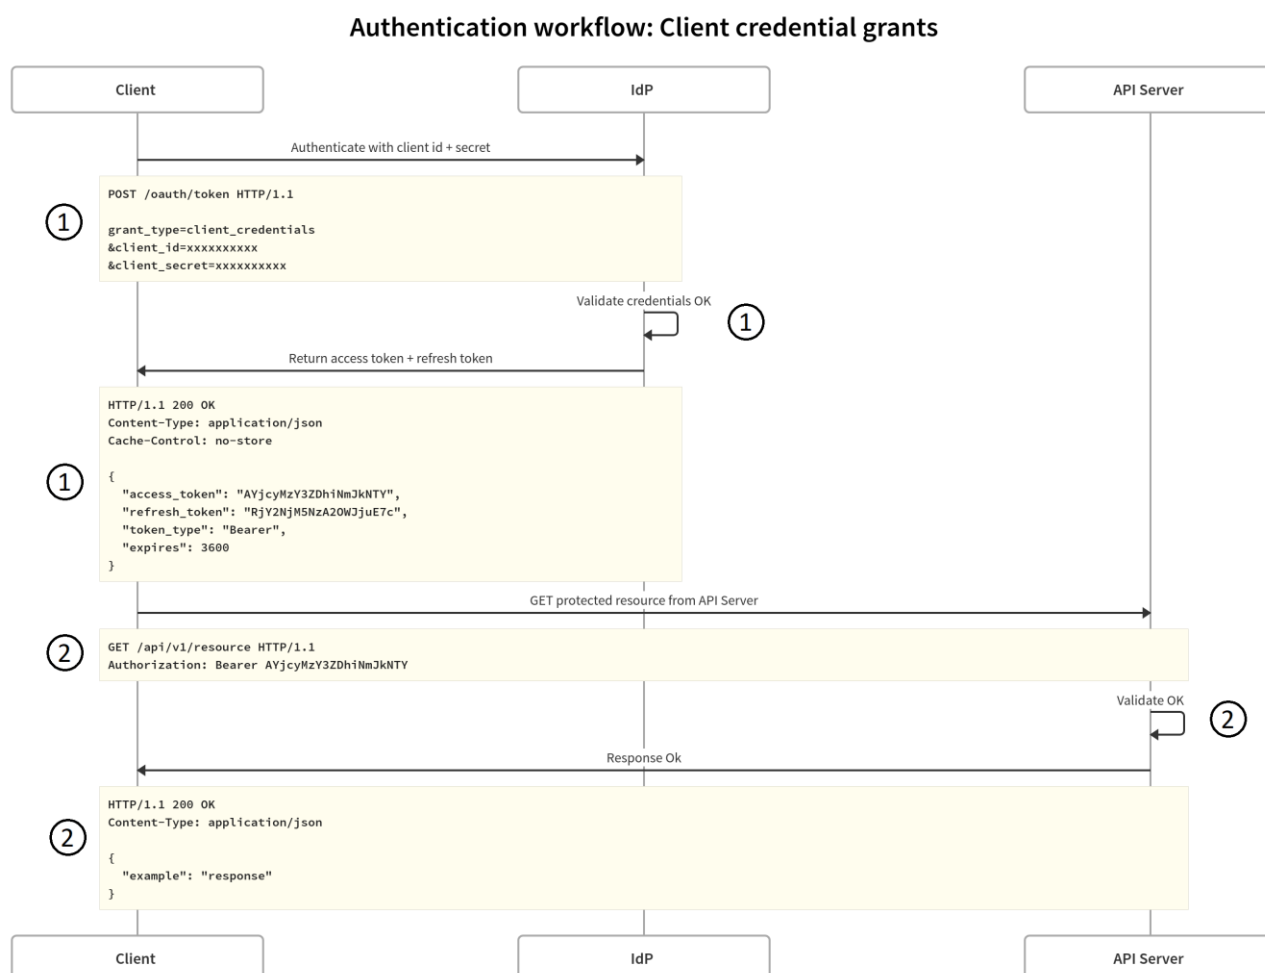 Authentication workflow: Client credential grants
Client
IdP
API Server
Authenticate with client id + secret
1
POST /oauth/token HTTP/1.1
grant_type=client_credentials
&client_id=xxxxxxxxxx
&client_secret=xxxxxxxxxx
Validate credentials OK
1
Return access token + refresh token
1
HTTP/1.1 200 OK
Content-Type: application/json
Cache-Control: no-store
{
"access_token": "AYjcyMzY3ZDhiNmJkNTY",
"refresh_token": "RjY2NjM5NzA2OWJjuE7c",
"token_type": "Bearer",
"expires": 3600
}
GET protected resource from API Server
2
GET /api/v1/resource HTTP/1.1
Authorization: Bearer AYjcyMzY3ZDhiNmJkNTY
Validate OK
2
Response Ok
2
HTTP/1.1 200 OK
Content-Type: application/json
{
"example": "response"
}
Client
IdP
API Server